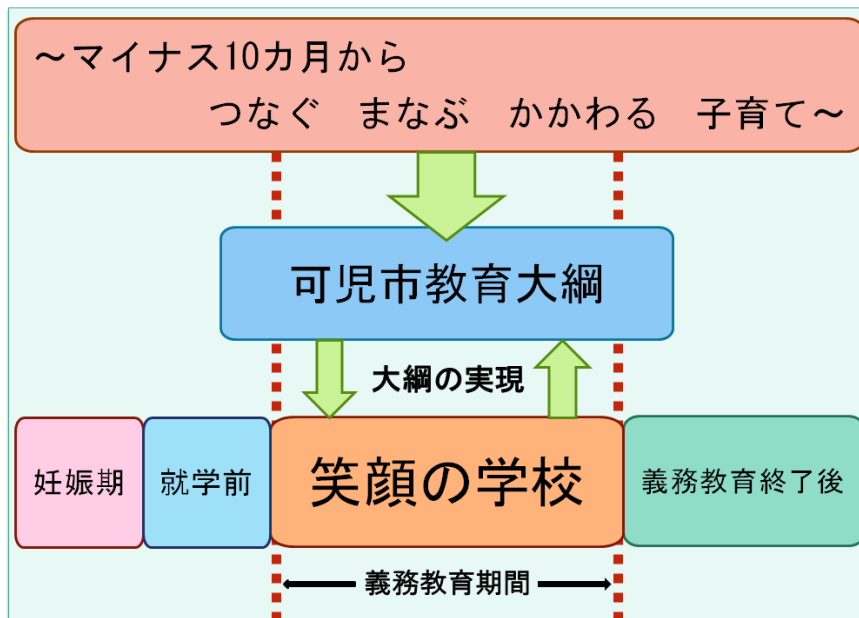 ～マイナス10カ月から
つなぐ　まなぶ　かかわる　子育て～
可児市教育大綱
大綱の実現
妊娠期
就学前
笑顔の学校
義務教育終了後
義務教育期間